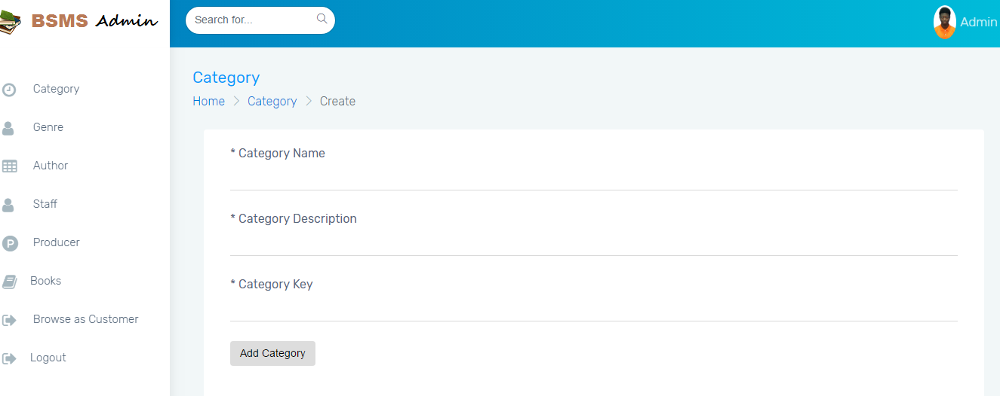 BSMS Admin
Search for...
Admin
Category
Genre
Author
Staff
P
Producer
Books
Browse as Customer
Logout
Category
Home > Category > Create
* Category Name
* Category Description
* Category Key
Add Category